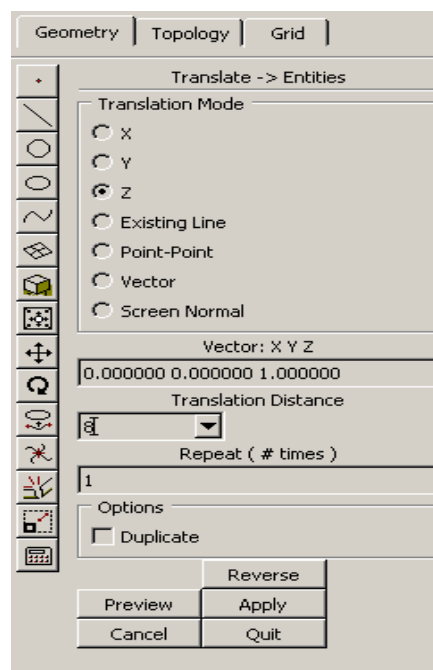 Geometry Topology Grid
Translate -> Entities
Translation Mode
X
Y
Z
Existing Line
Point-Point
Vector
Screen Normal
Vector: X Y Z
0.000000 0.000000 1.000000
Translation Distance
8
Repeat ( # times )
1
Options
Duplicate
Reverse
Preview Apply
Cancel Quit